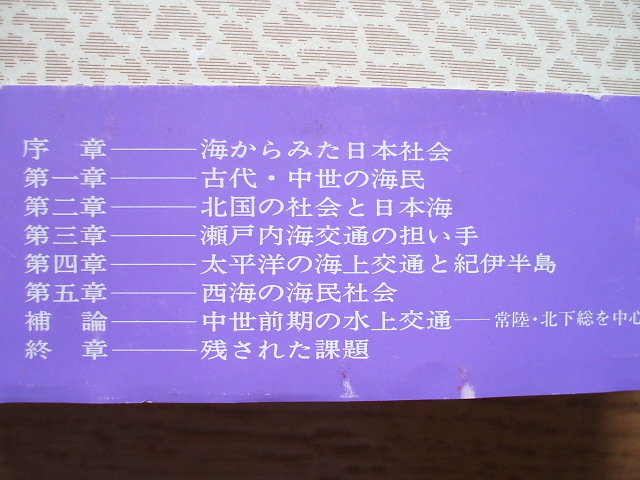 序　章―――海からみた日本社会
第一章―――古代・中世の海民
第二章―――北国の社会と日本海
第三章―――瀬戸内海交通の担い手
第四章―――太平洋の海上交通と紀伊半島
第五章―――西海の海民社会
補　論―――中世前期の水上交通――常陸・北下総を中心
終　章―――残された課題